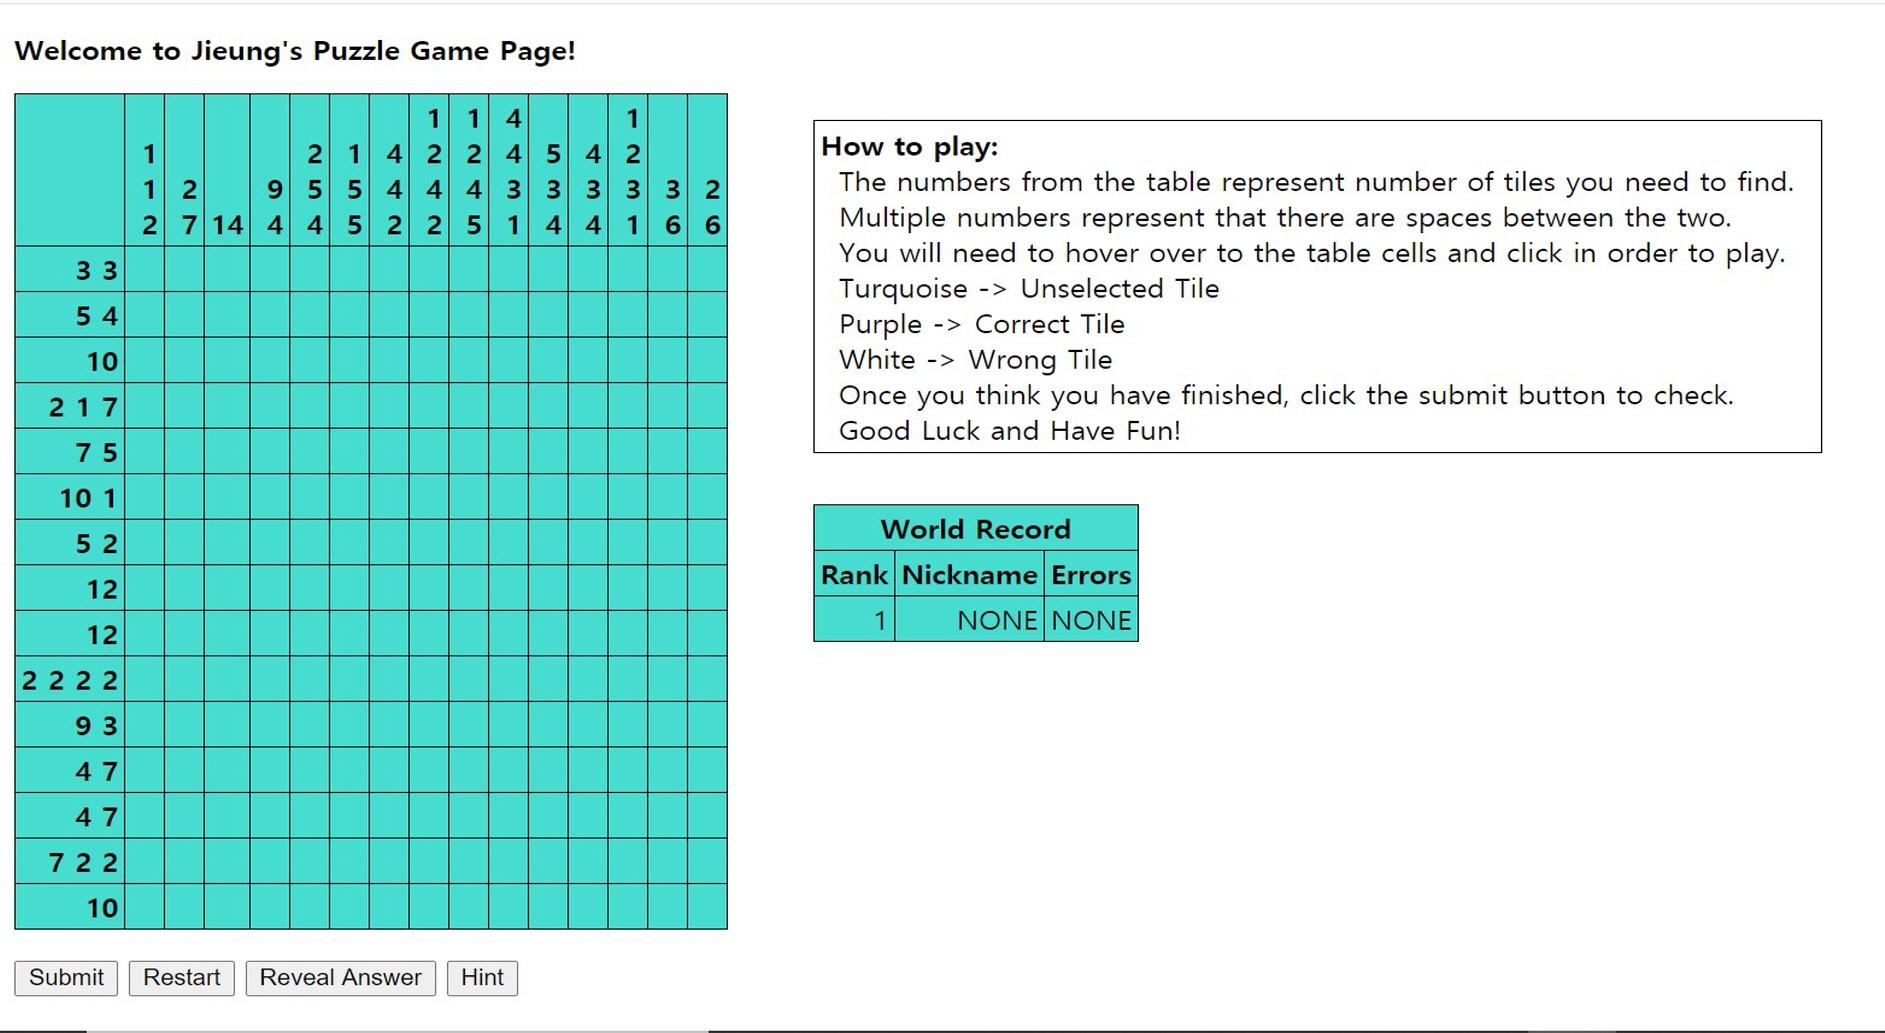 Welcome to Jieung's Puzzle Game Page!
1 1 4 1
1 2 1 4 2 2 4 5 4 2
1 2 9 5 5 4 4 4 3 3 3 3 3 2
2 7 14 4 4 5 2 2 5 1 4 4 1 6 6
3 3
5 4
10
2 1 7
7 5
10 1
5 2
12
12
2 2 2 2
9 3
4 7
4 7
7 2 2
10
Submit Restart Reveal Answer Hint
How to play:
The numbers from the table represent number of tiles you need to find.
Multiple numbers represent that there are spaces between the two.
You will need to hover over to the table cells and click in order to play.
Turquoise -> Unselected Tile
Purple -> Correct Tile
White -> Wrong Tile
Once you think you have finished, click the submit button to check.
Good Luck and Have Fun!
World Record
Rank Nickname Errors
1 NONE NONE